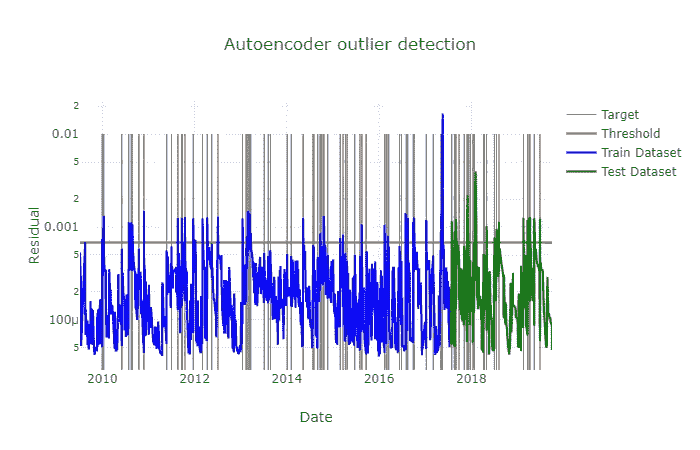 Autoencoder outlier detection
2
0.01
5
2
0.001
5
2
100μ
5
Residual
2010 2012 2014 2016 2018
Date
Target
Threshold
Train Dataset
Test Dataset